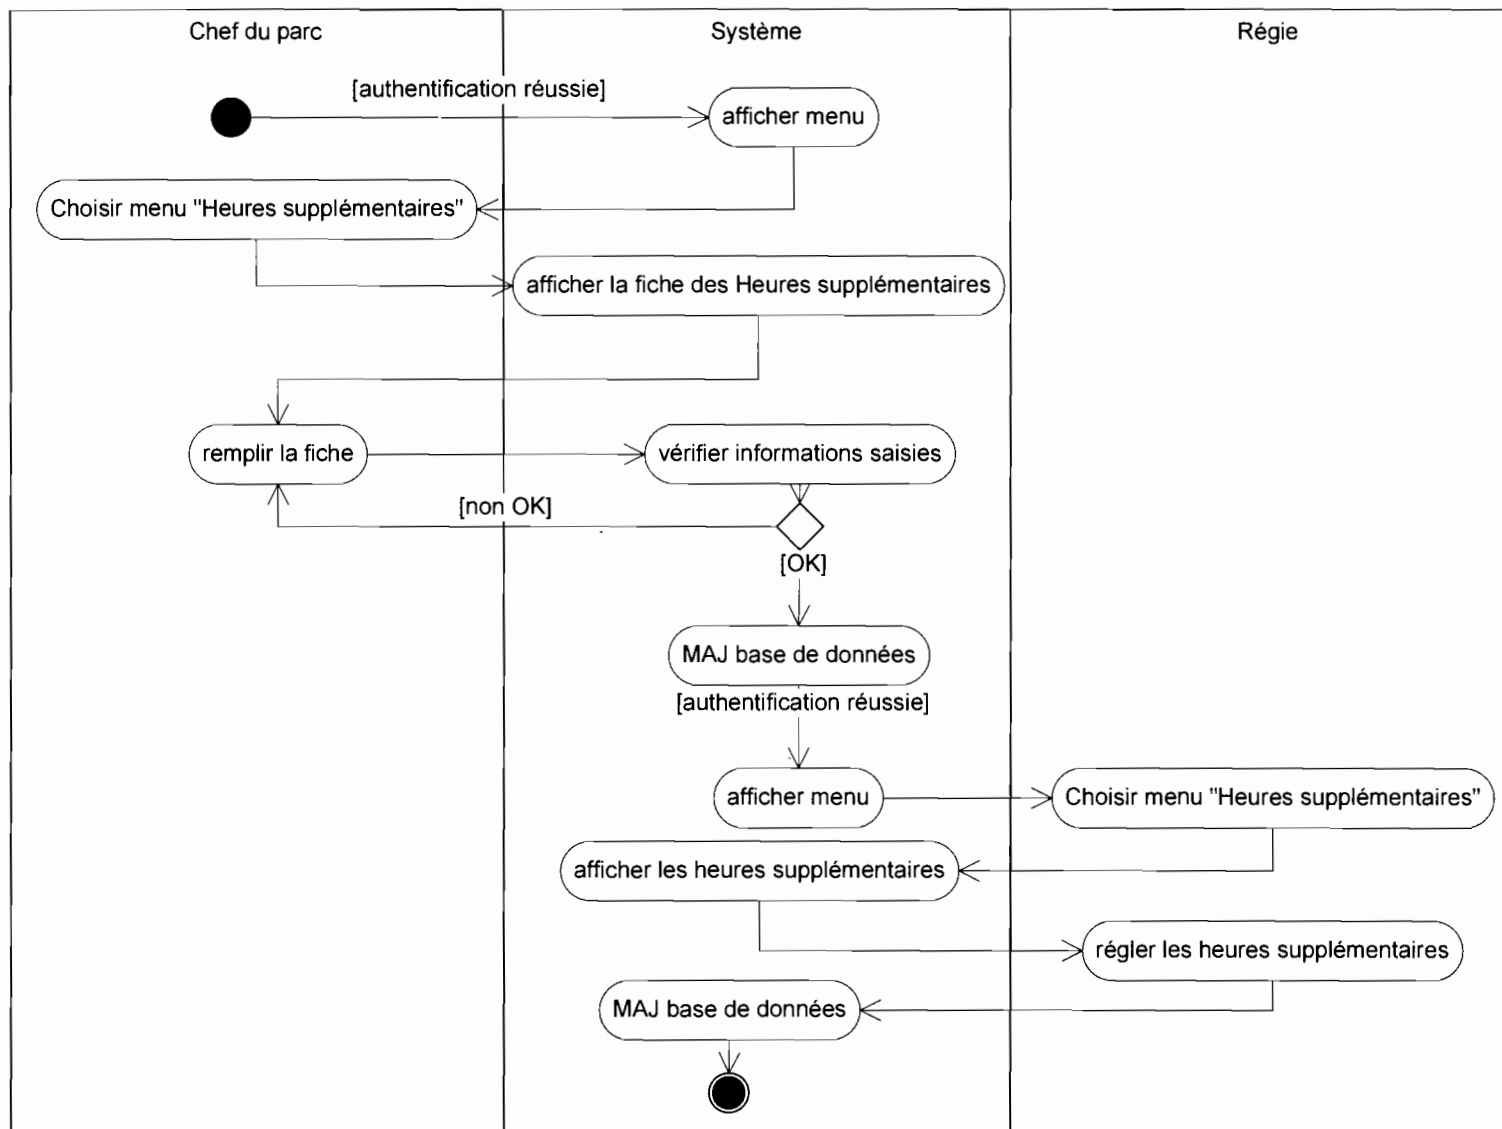 Chef du parc
Système
Régie
[authentification réussie]
afficher menu
Choisir menu "Heures supplémentaires"
afficher la fiche des Heures supplémentaires
remplir la fiche
vérifier informations saisies
[non OK]
[OK]
MAJ base de données
[authentification réussie]
afficher menu
Choisir menu "Heures supplémentaires"
afficher les heures supplémentaires
régler les heures supplémentaires
MAJ base de données